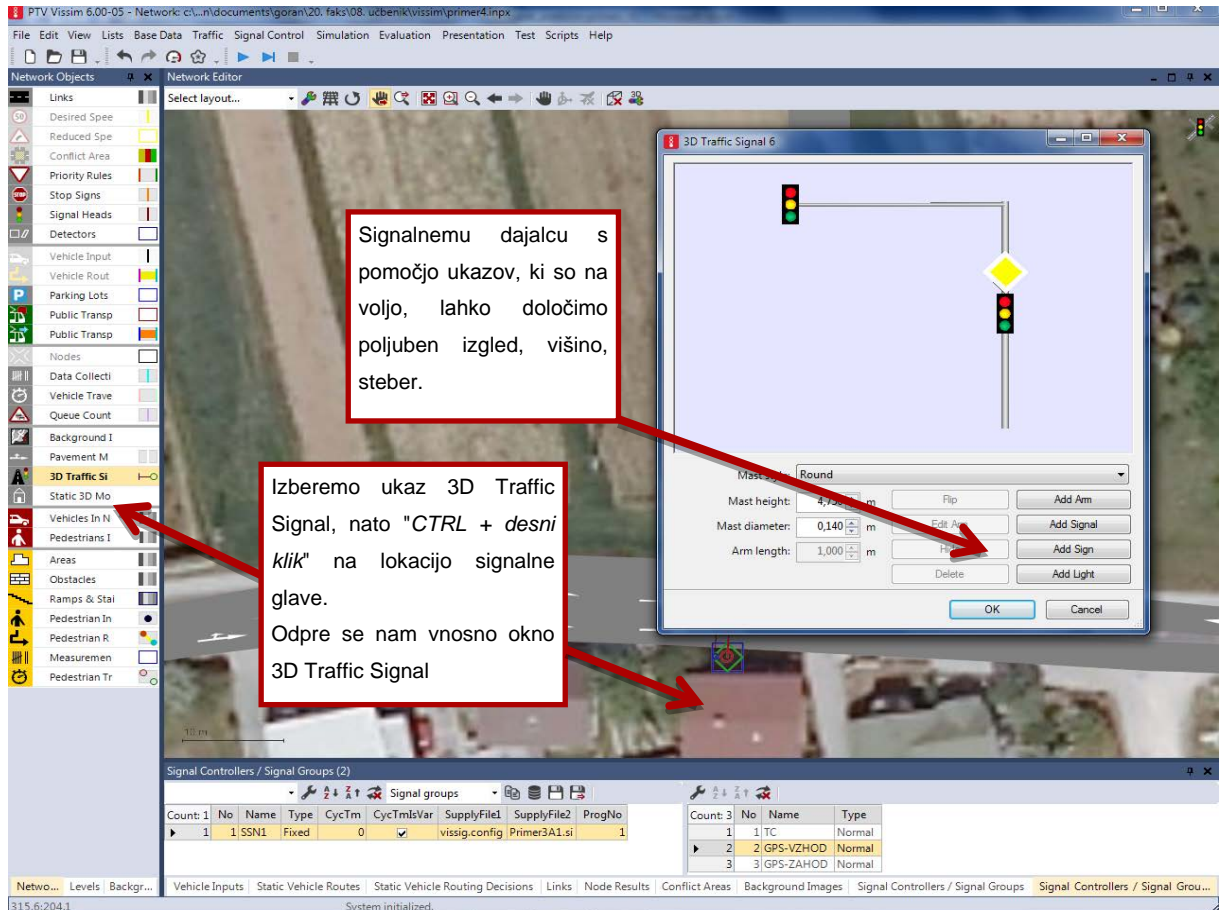 PTV Vissim 6.00-05 - Network: c:\...n\documents\goran\20. faks\08. učbenik\vissim\primer4.inpx
File Edit View Lists Base Data Traffic Signal Control Simulation Evaluation Presentation Test Scripts Help
Network Objects
Network Editor
Select layout...
Links
Desired Spee
Reduced Spe
Conflict Area
Priority Rules
Stop Signs
Signal Heads
Detectors
Vehicle Input
Vehicle Rout
Parking Lots
Public Transp
Public Transp
Nodes
Data Collecti
Vehicle Trave
Queue Count
Background I
Pavement M
3D Traffic Si
Static 3D Mo
Vehicles In N
Pedestrians I
Areas
Obstacles
Ramps & Stai
Pedestrian In
Pedestrian R
Measuremen
Pedestrian Tr
Netwo... Levels Backgr...
315.6:204.1
System initialized.
Signalnemu dajalcu s
pomočjo ukazov, ki so na
voljo, lahko določimo
poljuben izgled, višino,
steber.
Izberemo ukaz 3D Traffic
Signal, nato "CTRL + desni
klik" na lokacijo signalne
glave.
Odpre se nam vnosno okno
3D Traffic Signal
10 m
3D Traffic Signal 6
Mast style: Round
Mast height: m Flip Add Arm
Mast diameter: 0,140 m Add Signal
Arm length: 1,000 m Add Sign
Delete Add Light
OK Cancel
Signal Controllers / Signal Groups (2)
Signal groups
Count: 1 No Name Type CycTm CycTmIsVar SupplyFile1 SupplyFile2 ProgNo
1 1 SSN1 Fixed 0 vissig.config Primer3A1.si 1
Count: 3 No Name Type
1 1 TC Normal
2 2 GPS-VZHOD Normal
3 3 GPS-ZAHOD Normal
Vehicle Inputs Static Vehicle Routes Static Vehicle Routing Decisions Links Node Results Conflict Areas Background Images Signal Controllers / Signal Groups Signal Controllers / Signal Grou...